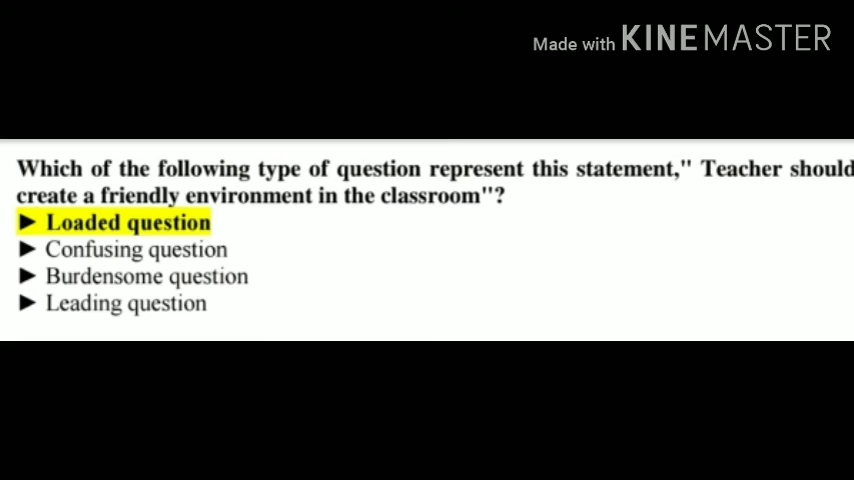 Made with KINEMASTER
Which of the following type of question represent this statement," Teacher should
create a friendly environment in the classroom"?
► Loaded question
► Confusing question
► Burdensome question
► Leading question